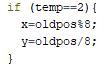 if (temp==2){
x=oldpos%8;
y=oldpos/8;
}